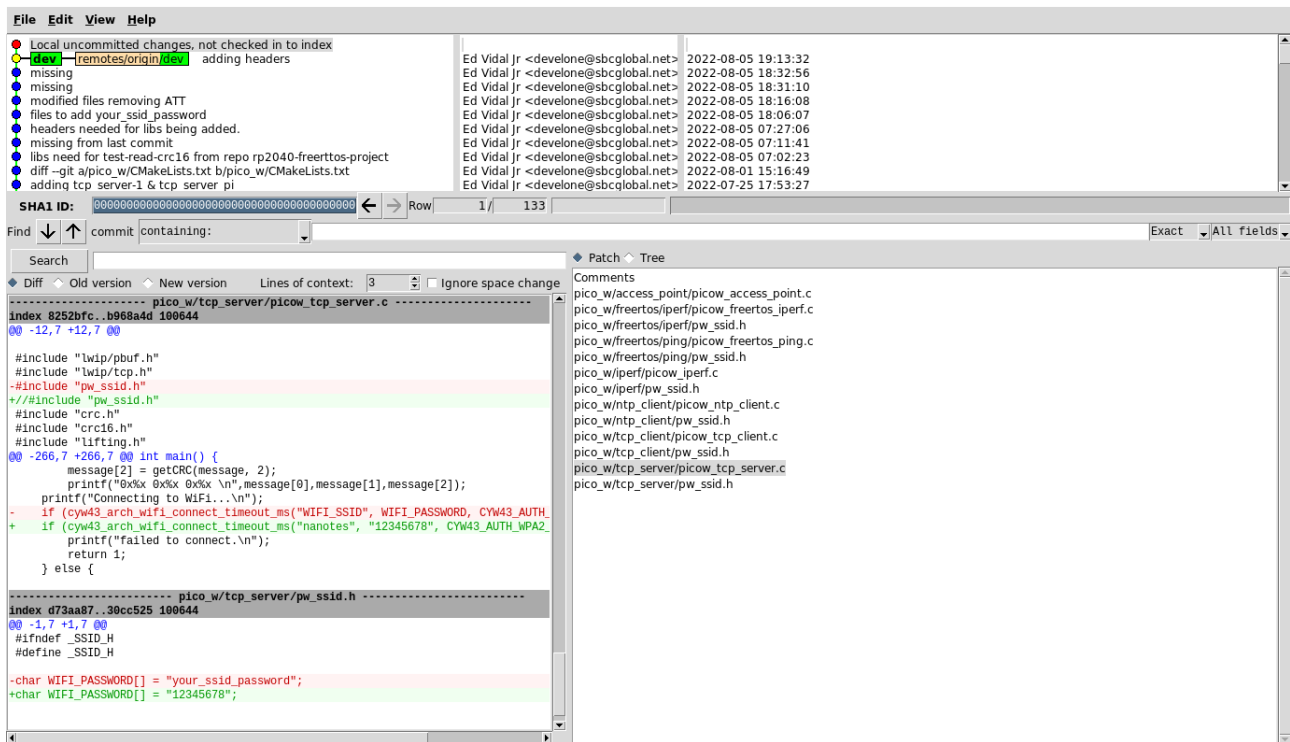 File Edit View Help
Local uncommitted changes, not checked in to index
dev remotes/origin/dev adding headers Ed Vidal Jr <develone@sbcglobal.net> 2022-08-05 19:13:32
missing Ed Vidal Jr <develone@sbcglobal.net> 2022-08-05 18:32:56
missing Ed Vidal Jr <develone@sbcglobal.net> 2022-08-05 18:31:10
modified files removing ATT Ed Vidal Jr <develone@sbcglobal.net> 2022-08-05 18:16:08
files to add your_ssid_password Ed Vidal Jr <develone@sbcglobal.net> 2022-08-05 18:06:07
headers needed for libs being added. Ed Vidal Jr <develone@sbcglobal.net> 2022-08-05 07:27:06
missing from last commit Ed Vidal Jr <develone@sbcglobal.net> 2022-08-05 07:11:41
libs need for test-read-crc16 from repo rp2040-freerttos-project Ed Vidal Jr <develone@sbcglobal.net> 2022-08-05 07:02:23
diff --git a/pico_w/CMakeLists.txt b/pico_w/CMakeLists.txt Ed Vidal Jr <develone@sbcglobal.net> 2022-08-01 15:16:49
adding tcp_server-1 & tcp_server_pi Ed Vidal Jr <develone@sbcglobal.net> 2022-07-25 17:53:27
SHA1 ID: 0000000000000000000000000000000000000000 Row 1 / 133
Find commit containing: Exact All fields
Search
Diff Old version New version Lines of context: 3 Ignore space change
---------------------- pico_w/tcp_server/picow_tcp_server.c ----------------------
index 8252bfc..b968a4d 100644
@@ -12,7 +12,7 @@
#include "lwip/pbuf.h"
#include "lwip/tcp.h"
-#include "pw_ssid.h"
+//#include "pw_ssid.h"
#include "crc.h"
#include "crc16.h"
#include "lifting.h"
@@ -266,7 +266,7 @@ int main() {
message[2] = getCRC(message, 2);
printf("0x%x 0x%x 0x%x \n",message[0],message[1],message[2]);
printf("Connecting to WiFi...\n");
- if (cyw43_arch_wifi_connect_timeout_ms("WIFI_SSID", WIFI_PASSWORD, CYW43_AUTH_
+ if (cyw43_arch_wifi_connect_timeout_ms("nanotes", "12345678", CYW43_AUTH_WPA2_
printf("failed to connect.\n");
return 1;
} else {
------------------------- pico_w/tcp_server/pw_ssid.h -------------------------
index d73aa87..30cc525 100644
@@ -1,7 +1,7 @@
#ifndef _SSID_H
#define _SSID_H
-char WIFI_PASSWORD[] = "your_ssid_password";
+char WIFI_PASSWORD[] = "12345678";
Patch Tree
Comments
pico_w/access_point/picow_access_point.c
pico_w/freertos/iperf/picow_freertos_iperf.c
pico_w/freertos/iperf/pw_ssid.h
pico_w/freertos/ping/picow_freertos_ping.c
pico_w/freertos/ping/pw_ssid.h
pico_w/iperf/picow_iperf.c
pico_w/iperf/pw_ssid.h
pico_w/ntp_client/picow_ntp_client.c
pico_w/ntp_client/pw_ssid.h
pico_w/tcp_client/picow_tcp_client.c
pico_w/tcp_client/pw_ssid.h
pico_w/tcp_server/picow_tcp_server.c
pico_w/tcp_server/pw_ssid.h